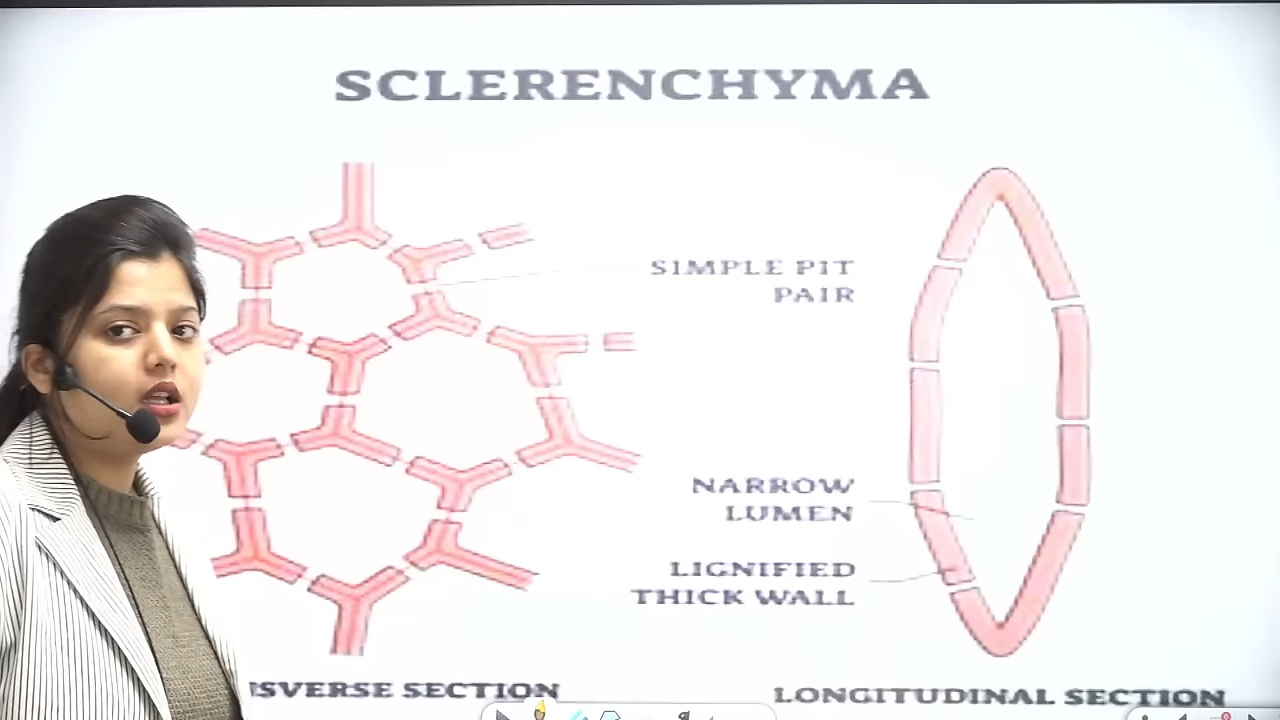 SCLERENCHYMA
SIMPLE PIT
PAIR
NARROW
LUMEN
LIGNIFIED
THICK WALL
SVERSE SECTION
LONGITUDINAL SECTION